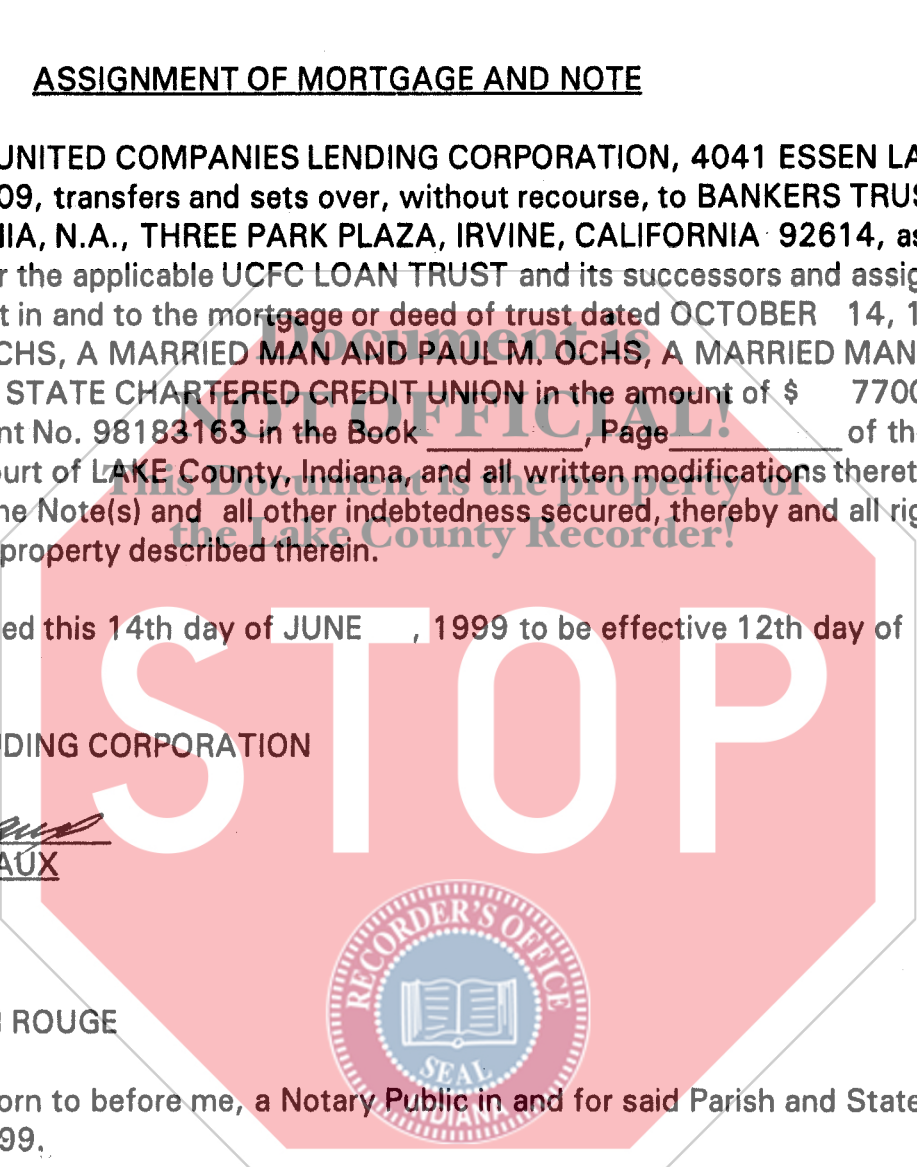 ASSIGNMENT OF MORTGAGE AND NOTE
UNITED COMPANIES LENDING CORPORATION, 4041 ESSEN LA
09, transfers and sets over, without recourse, to BANKERS TRUS
NIA, N.A., THREE PARK PLAZA, IRVINE, CALIFORNIA 92614, as
r the applicable UCFC LOAN TRUST and its successors and assig
t in and to the mortgage or deed of trust dated OCTOBER 14, 1
CHS, A MARRIED MAN AND PAUL M. OCHS, A MARRIED MAN
STATE CHARTERED CREDIT UNION in the amount of $ 7700
nt No. 98183163 in the Book ________, Page________ of th
urt of LAKE County, Indiana, and all written modifications theret
he Note(s) and all other indebtedness secured, thereby and all rig
property described therein.
Document is
NOT OFFICIAL!
This Document is the property of
the Lake County Recorder!
ed this 14th day of JUNE , 1999 to be effective 12th day of
STOP
DING CORPORATION
AUX
RECORDER'S OFFICE
SEAL
INDIANA
ROUGE
orn to before me, a Notary Public in and for said Parish and State
99.